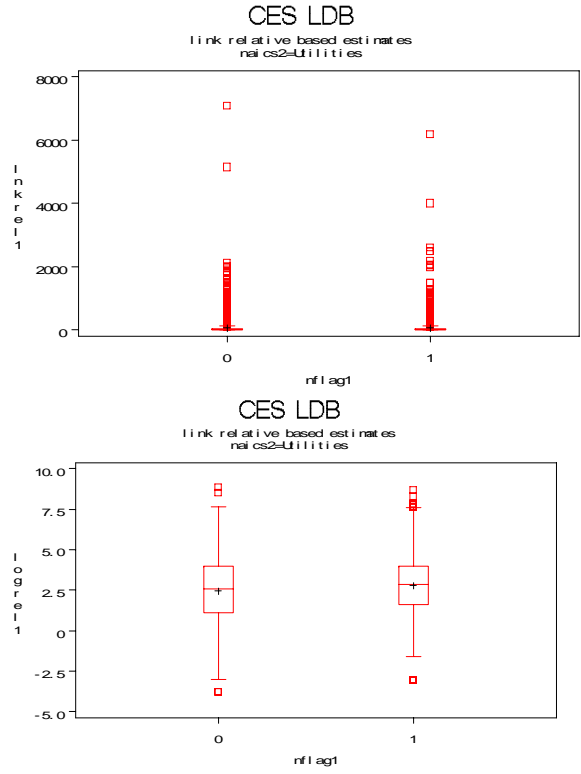 CES LDB
link relative based estimates
naics2=Utilities
8000
6000
4000
2000
0
lnkrel1
0
1
nflag1
CES LDB
link relative based estimates
naics2=Utilities
10.0
7.5
5.0
2.5
0
-2.5
-5.0
logrel1
0
1
nflag1